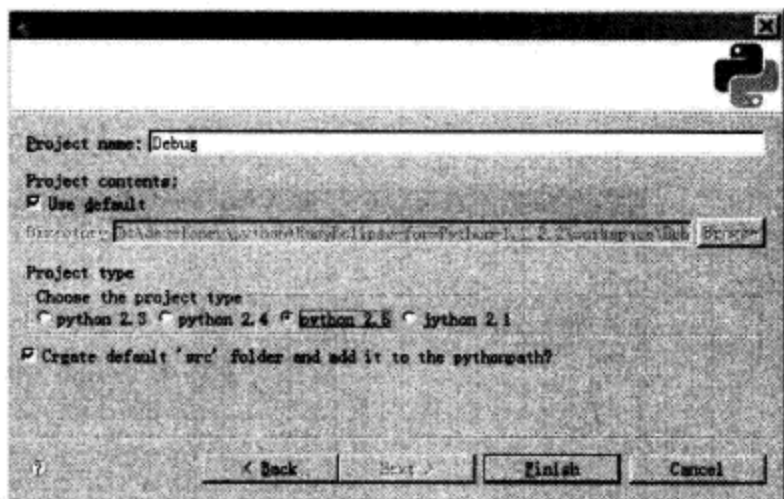 Project name: Debug
Project contents:
Use default
Directory Browse
Project type
Choose the project type
python 2.3 python 2.4 python 2.5 jython 2.1
Create default 'src' folder and add it to the pythonpath?
< Back Next > Finish Cancel